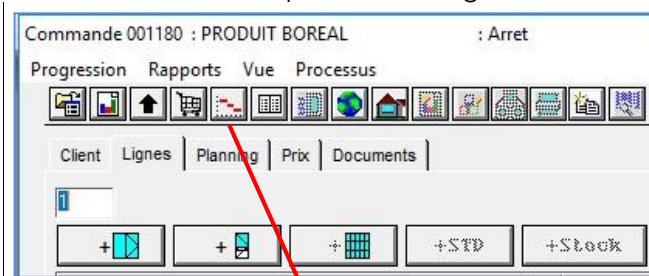 Commande 001180 : PRODUIT BOREAL : Arret
Progression Rapports Vue Processus
Client Lignes Planning Prix Documents
1
+ + + +STD +Stock